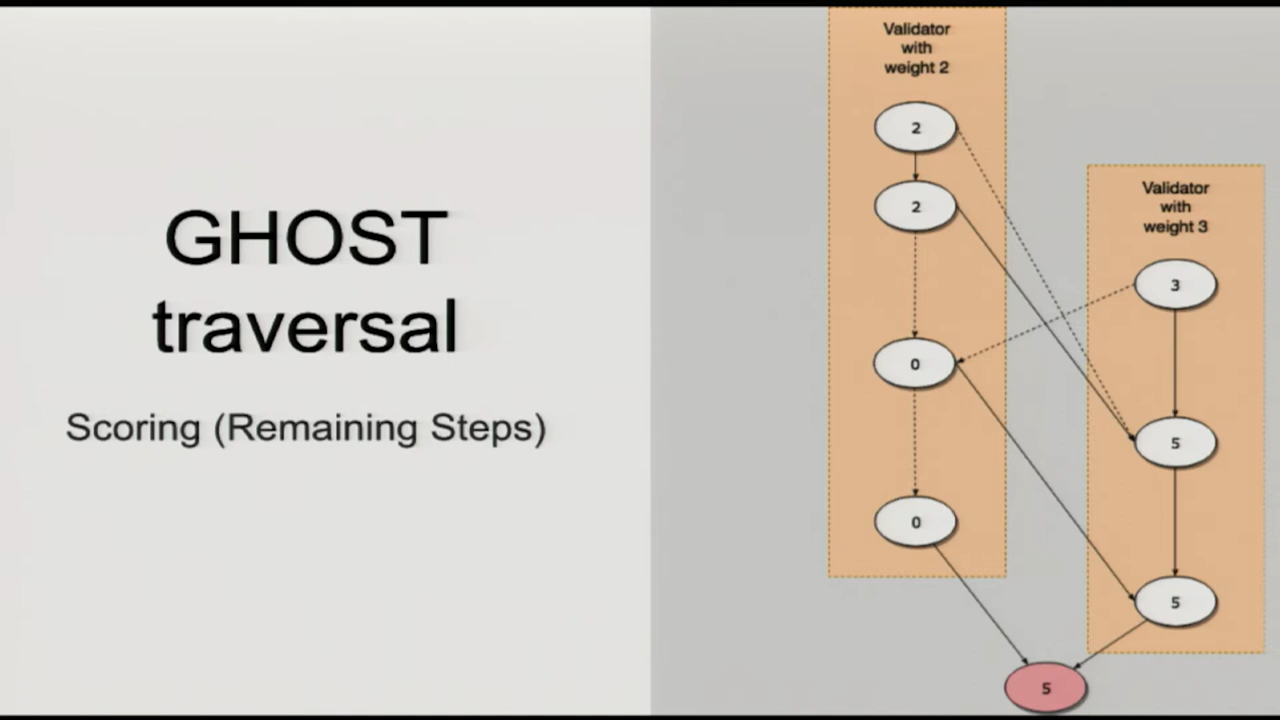 GHOST
traversal
Scoring (Remaining Steps)
Validator
with
weight 2
2
2
0
0
Validator
with
weight 3
3
5
5
5